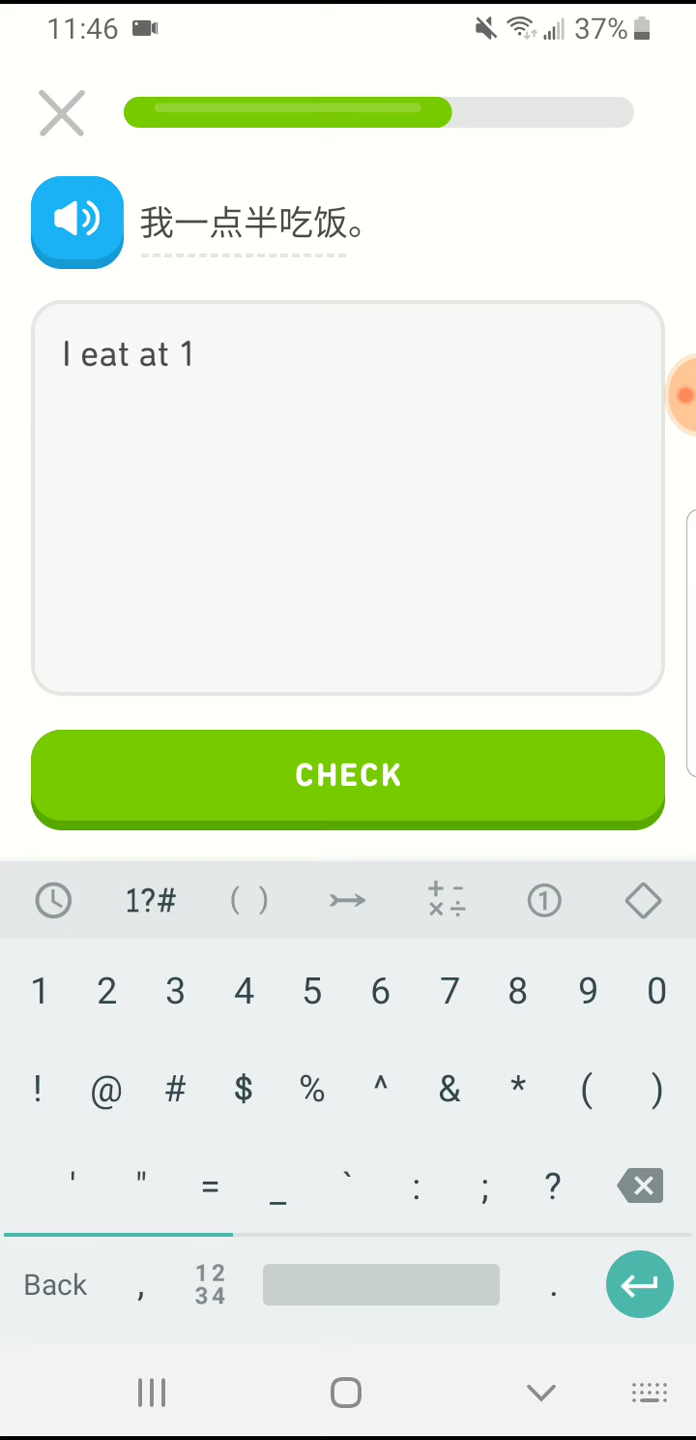 11:46 37%
我一点半吃饭。
I eat at 1
CHECK
1?# ( ) + - × ÷ 1
1 2 3 4 5 6 7 8 9 0
! @ # $ % ^ & * ( )
' " = _ ` : ; ?
Back , 12 34 .